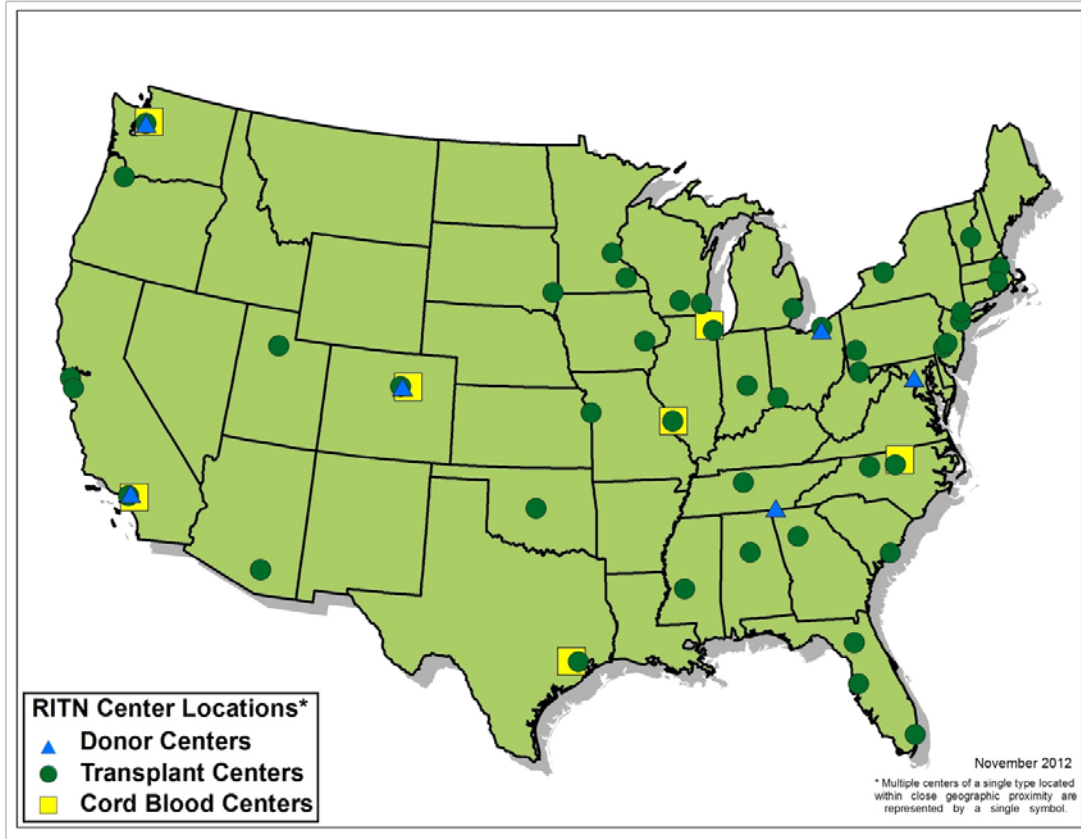 RITN Center Locations*
Donor Centers
Transplant Centers
Cord Blood Centers
November 2012
* Multiple centers of a single type located
within close geographic proximity are
represented by a single symbol.